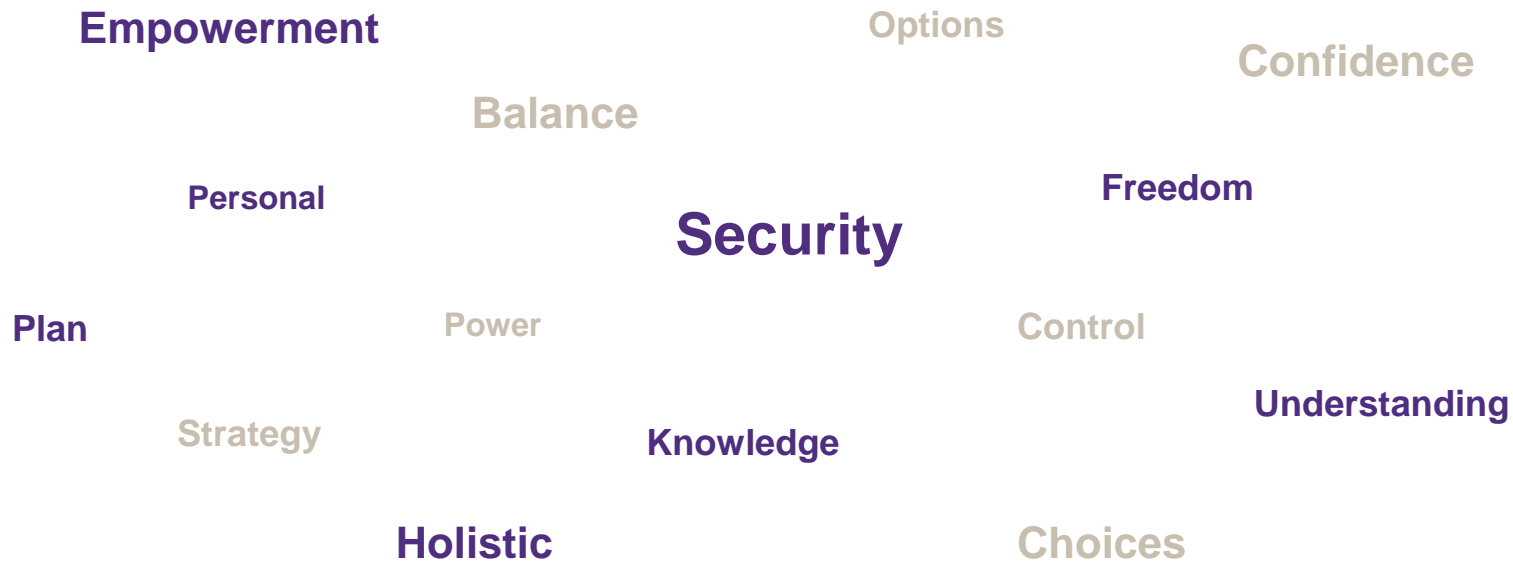 Empowerment
Options
Confidence
Balance
Personal
Freedom
Security
Plan
Power
Control
Understanding
Strategy
Knowledge
Holistic
Choices